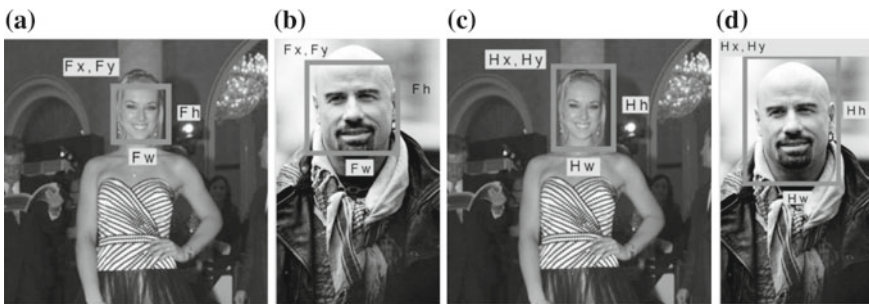 (a)
Fx, Fy
Fh
Fw
(b)
Fx, Fy
Fh
Fw
(c)
Hx, Hy
Hh
Hw
(d)
Hx, Hy
Hh
Hw